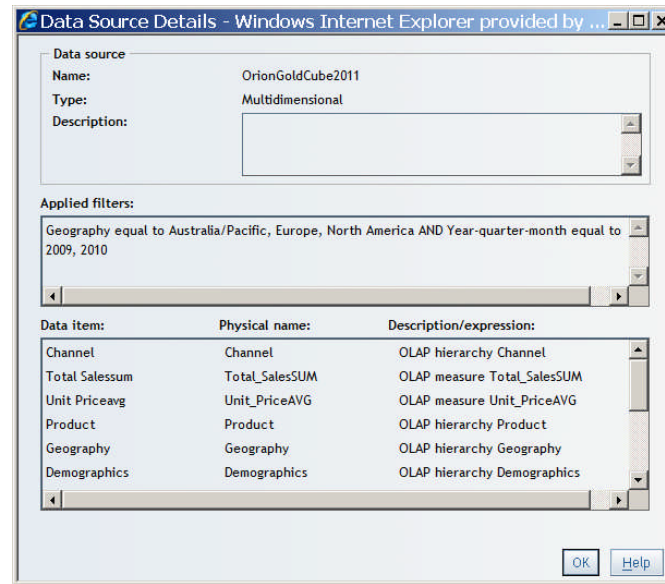 Data Source Details - Windows Internet Explorer provided by ...
Data source
Name: OrionGoldCube2011
Type: Multidimensional
Description:
Applied filters:
Geography equal to Australia/Pacific, Europe, North America AND Year-quarter-month equal to
2009, 2010
Data item: Physical name: Description/expression:
Channel Channel OLAP hierarchy Channel
Total Salessum Total_SalesSUM OLAP measure Total_SalesSUM
Unit Priceavg Unit_PriceAVG OLAP measure Unit_PriceAVG
Product Product OLAP hierarchy Product
Geography Geography OLAP hierarchy Geography
Demographics Demographics OLAP hierarchy Demographics
OK Help